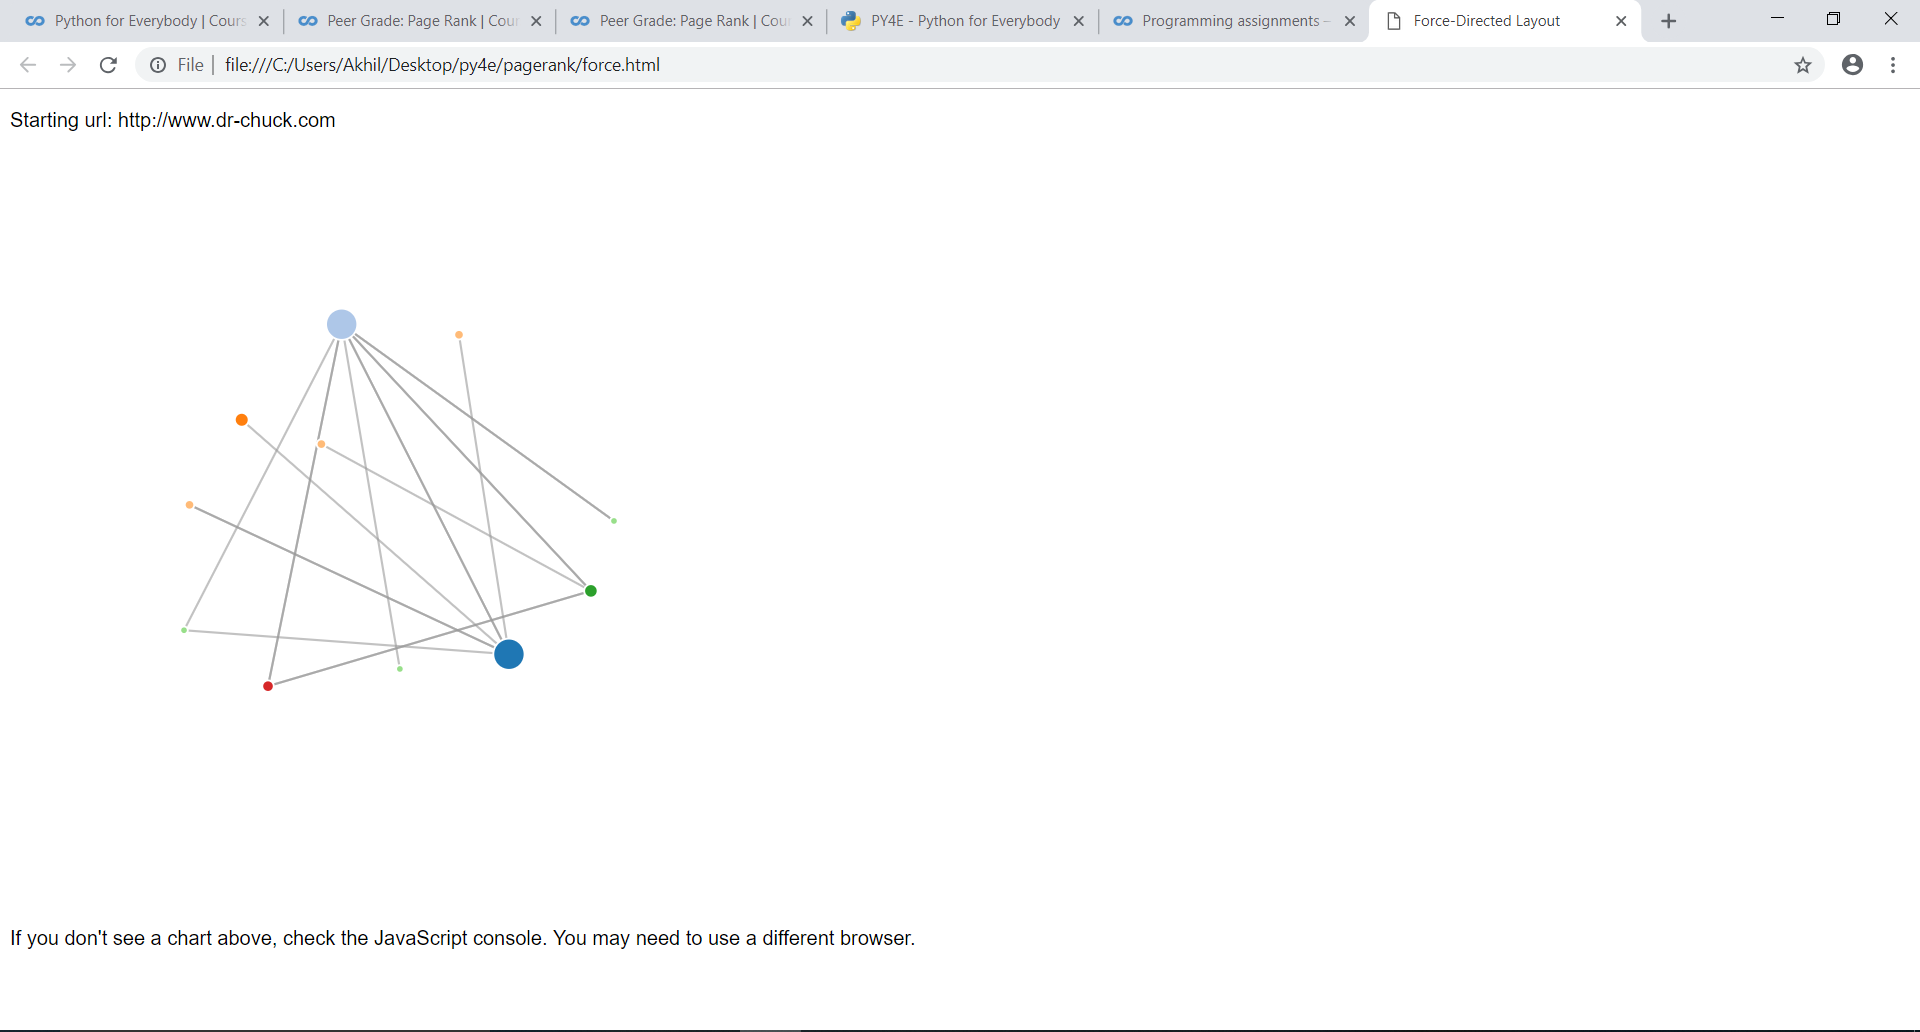 Python for Everybody | Cours
Peer Grade: Page Rank | Cour
Peer Grade: Page Rank | Cour
PY4E - Python for Everybody
Programming assignments –
Force-Directed Layout
File | file:///C:/Users/Akhil/Desktop/py4e/pagerank/force.html
Starting url: http://www.dr-chuck.com
If you don't see a chart above, check the JavaScript console. You may need to use a different browser.